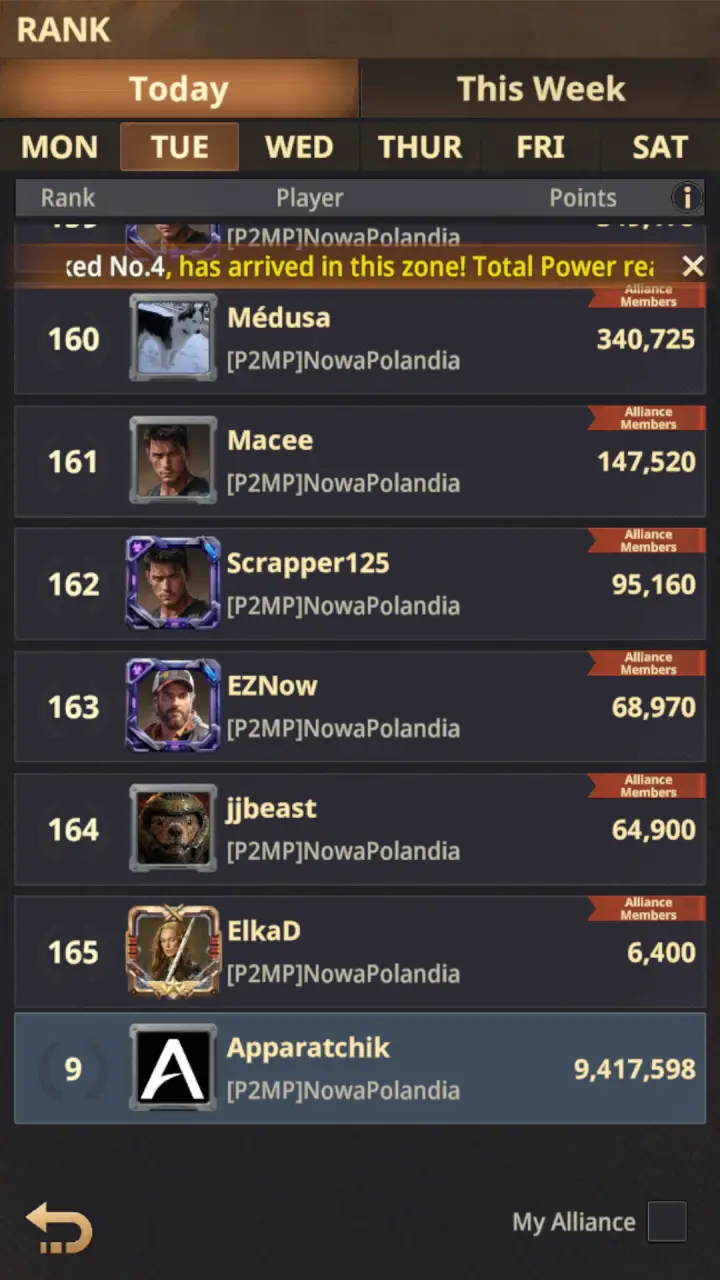 RANK
Today This Week
MON TUE WED THUR FRI SAT
Rank Player Points i
[P2MP]NowaPolandia
ked No.4, has arrived in this zone! Total Power rea
Alliance
Members
160 Médusa 340,725
[P2MP]NowaPolandia
Alliance
Members
161 Macee 147,520
[P2MP]NowaPolandia
Alliance
Members
162 Scrapper125 95,160
[P2MP]NowaPolandia
Alliance
Members
163 EZNow 68,970
[P2MP]NowaPolandia
Alliance
Members
164 jjbeast 64,900
[P2MP]NowaPolandia
Alliance
Members
165 ElkaD 6,400
[P2MP]NowaPolandia
9 Apparatchik 9,417,598
[P2MP]NowaPolandia
My Alliance